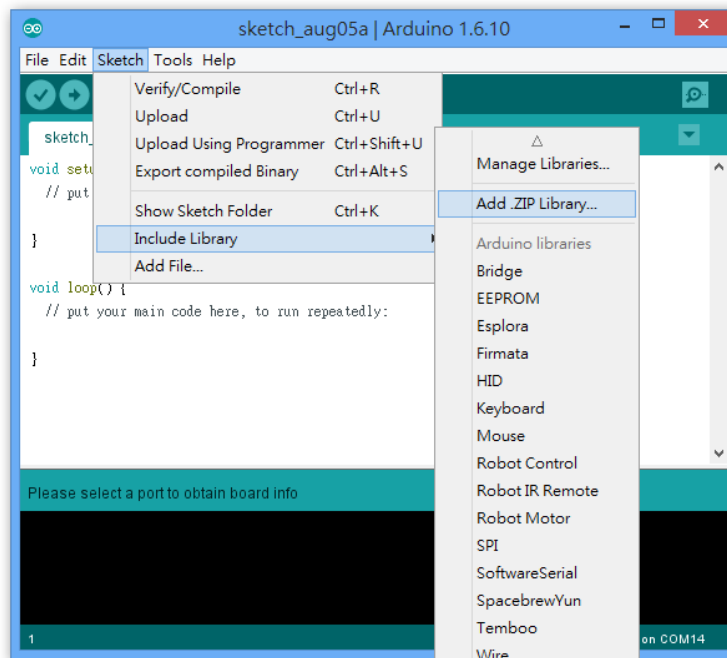 sketch_aug05a | Arduino 1.6.10
File Edit Sketch Tools Help
Verify/Compile Ctrl+R
Upload Ctrl+U
Upload Using Programmer Ctrl+Shift+U
Export compiled Binary Ctrl+Alt+S
Show Sketch Folder Ctrl+K
Include Library
Add File...
Manage Libraries...
Add .ZIP Library...
Arduino libraries
Bridge
EEPROM
Esplora
Firmata
HID
Keyboard
Mouse
Robot Control
Robot IR Remote
Robot Motor
SPI
SoftwareSerial
SpacebrewYun
Temboo
Wire
sketch_
void setu
// put
}
void loop() {
// put your main code here, to run repeatedly:
}
Please select a port to obtain board info
1
on COM14